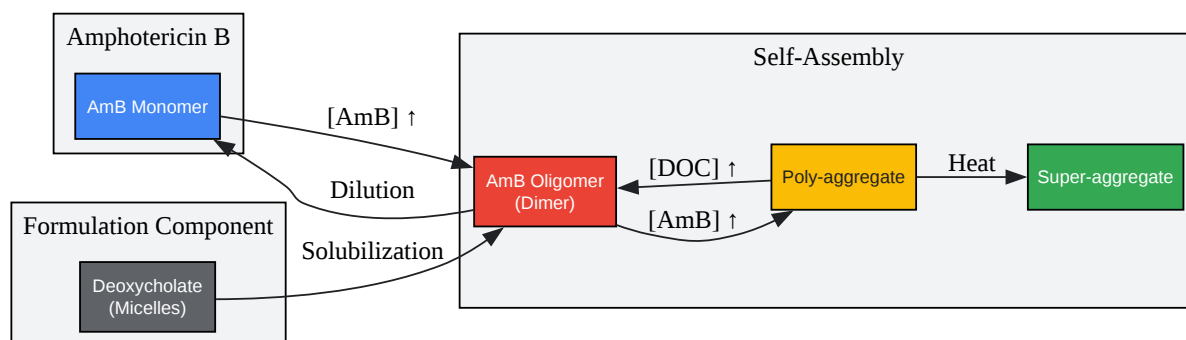 Amphotericin B
AmB Monomer
[AmB] ↑
Dilution
Formulation Component
Deoxycholate
(Micelles)
Solubilization
Self-Assembly
AmB Oligomer
(Dimer)
[DOC] ↑
[AmB] ↑
Poly-aggregate
Heat
Super-aggregate